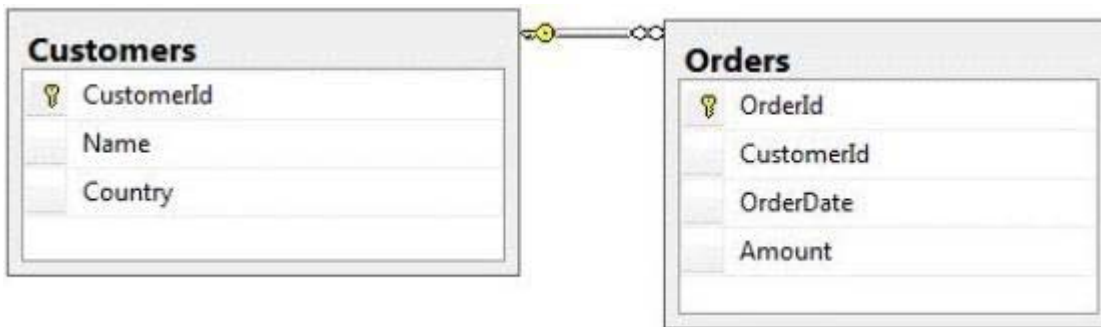 Customers
CustomerId
Name
Country
Orders
OrderId
CustomerId
OrderDate
Amount